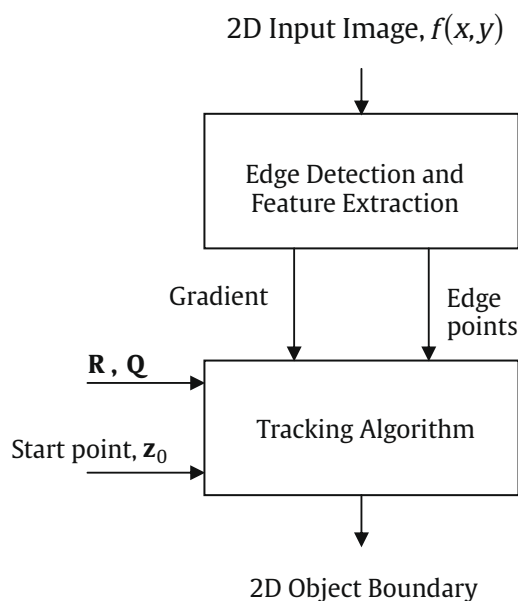 2D Input Image, f(x,y)
Edge Detection and
Feature Extraction
Gradient
Edge
points
R , Q
Tracking Algorithm
Start point, z₀
2D Object Boundary